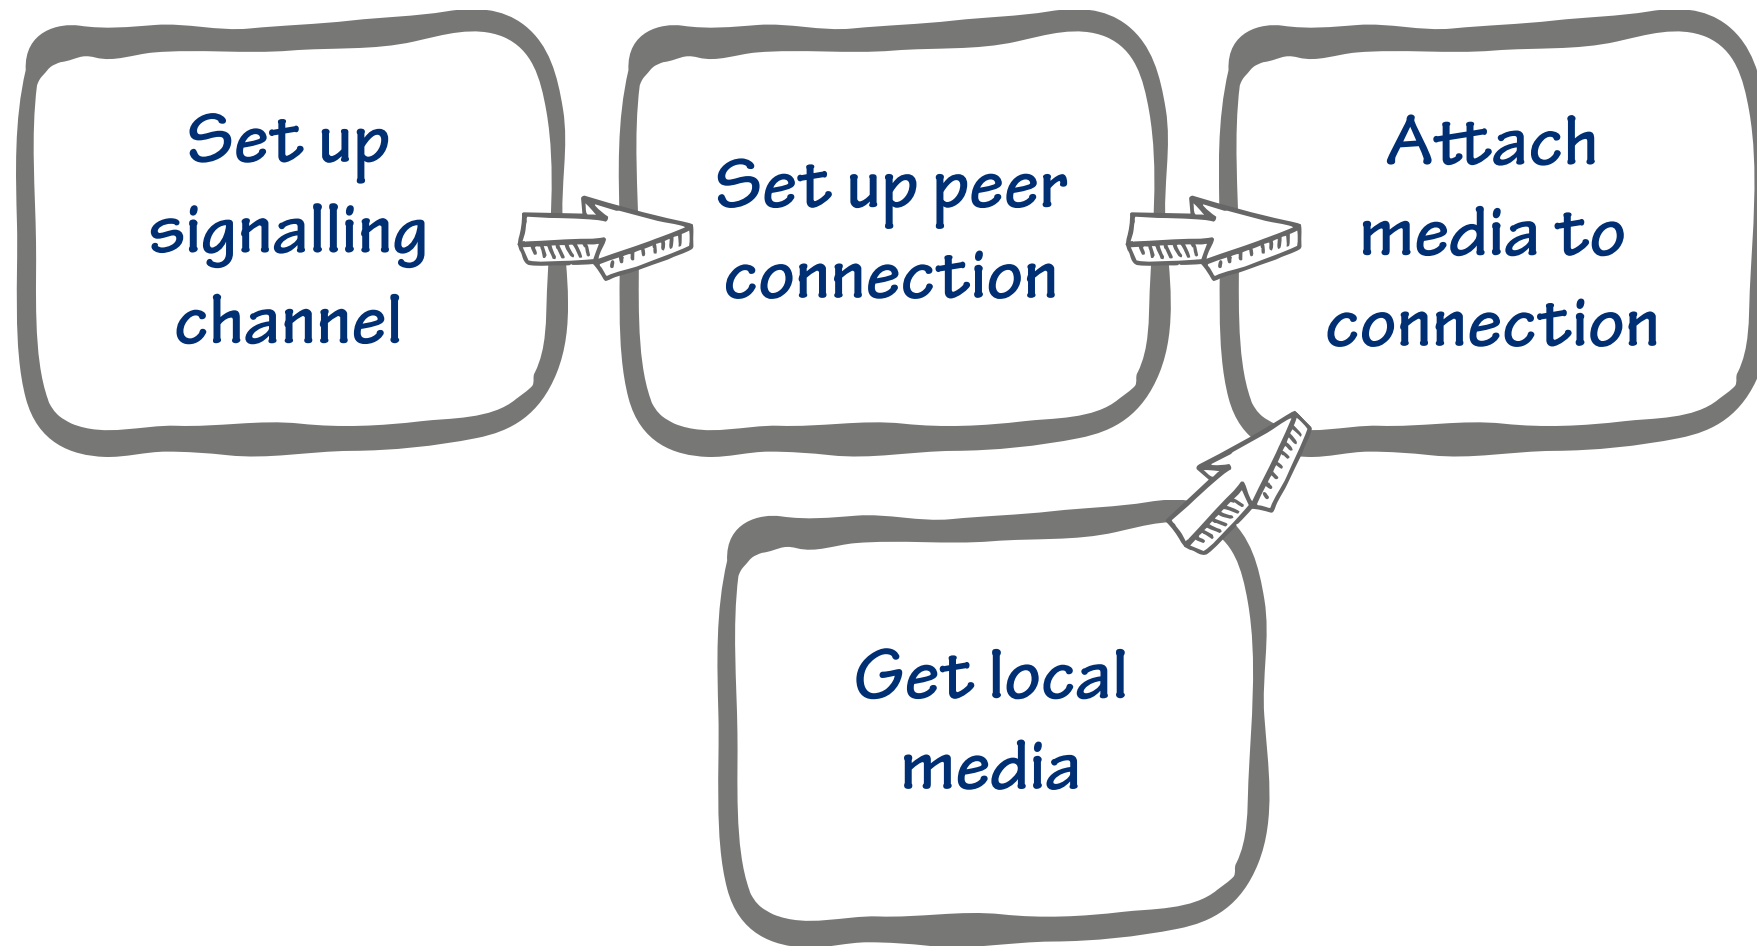 Set up
signalling
channel
Set up peer
connection
Attach
media to
connection
Get local
media